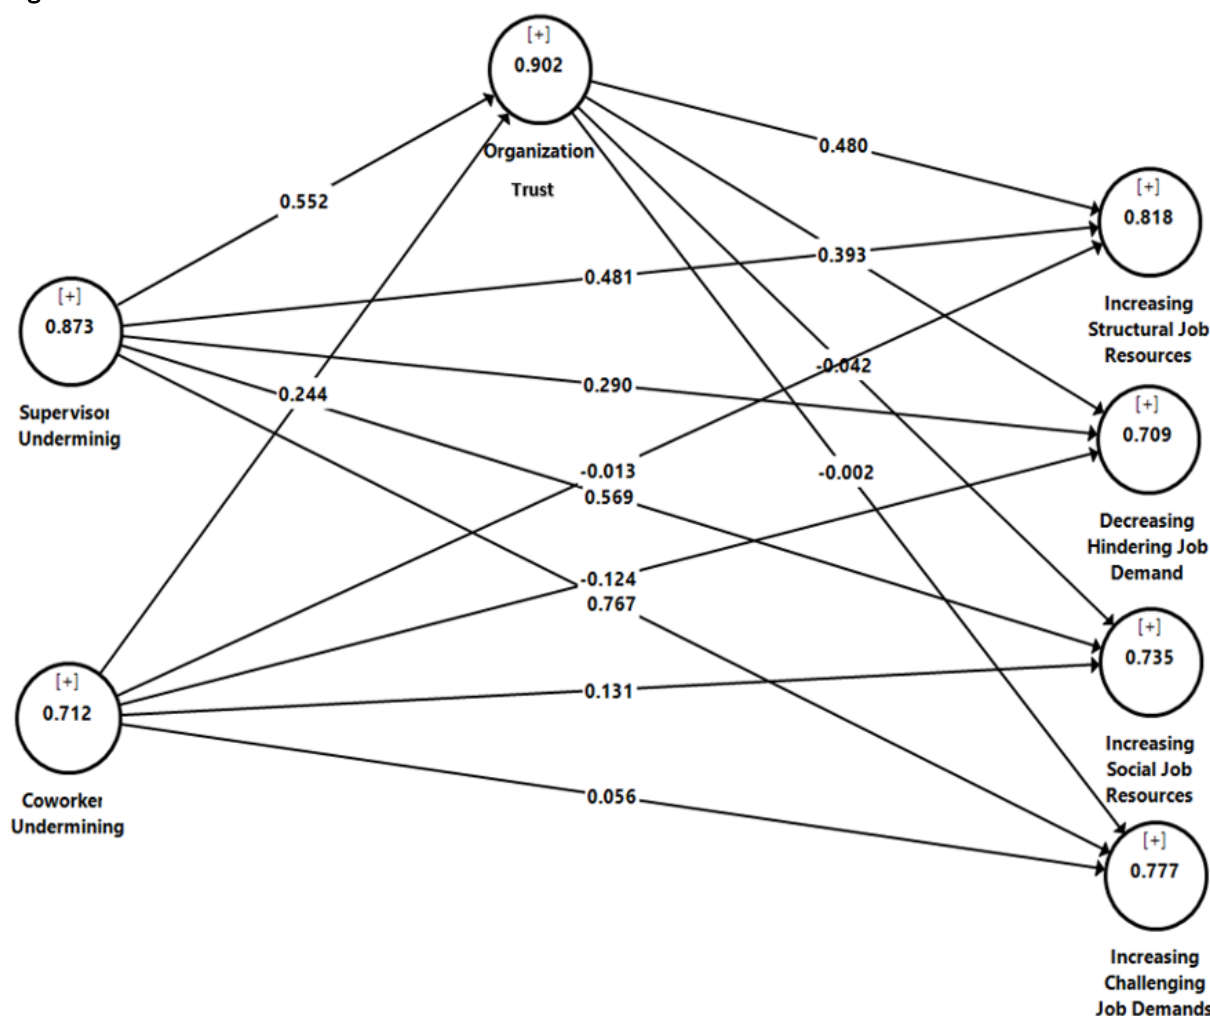 [+]
0.902
Organization
Trust
0.480
[+]
0.818
Increasing
Structural Job
Resources
0.552
0.393
0.481
[+]
0.873
Supervisor
Underminig
0.290
-0.042
0.244
[+]
0.709
Decreasing
Hindering Job
Demand
-0.013
0.569
-0.002
-0.124
0.767
[+]
0.735
Increasing
Social Job
Resources
[+]
0.712
Coworker
Undermining
0.131
0.056
[+]
0.777
Increasing
Challenging
Job Demands